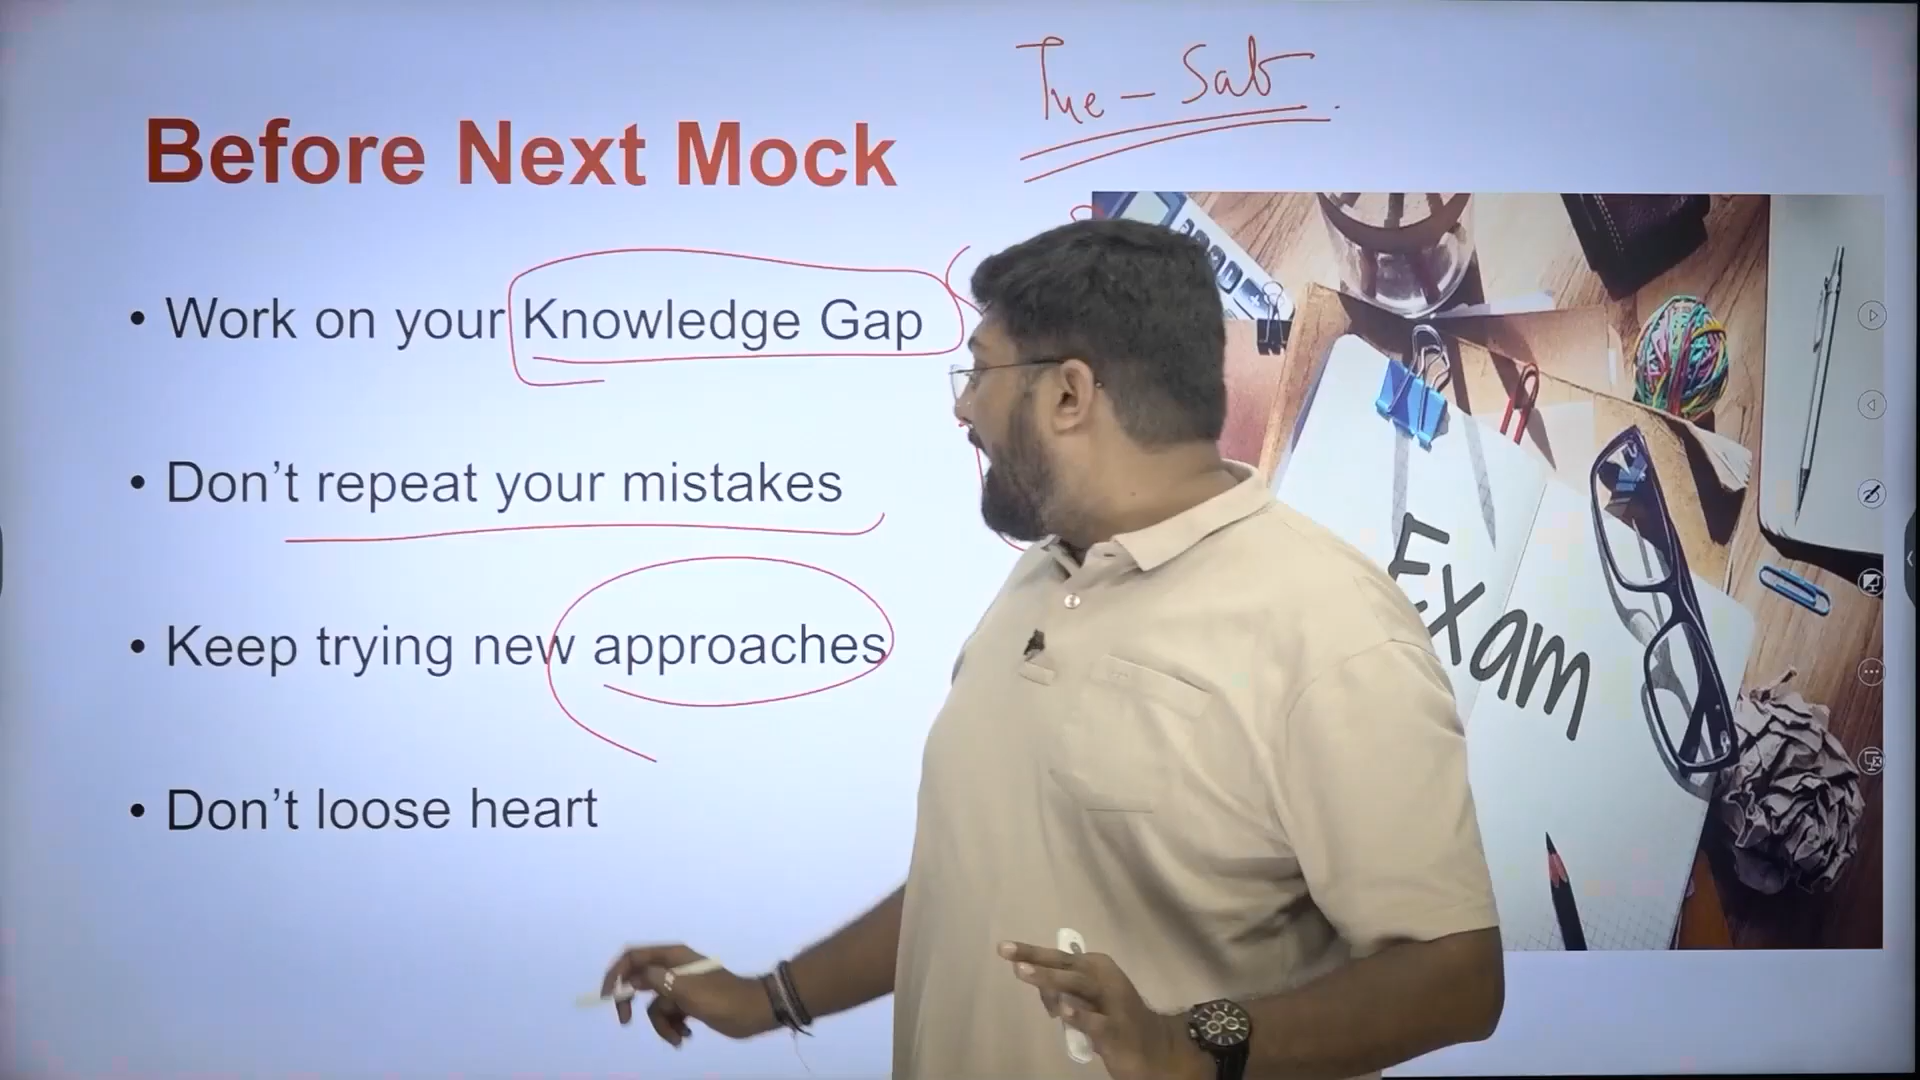 Tue - Sat
Before Next Mock
• Work on your Knowledge Gap
• Don't repeat your mistakes
• Keep trying new approaches
• Don't loose heart
Exam